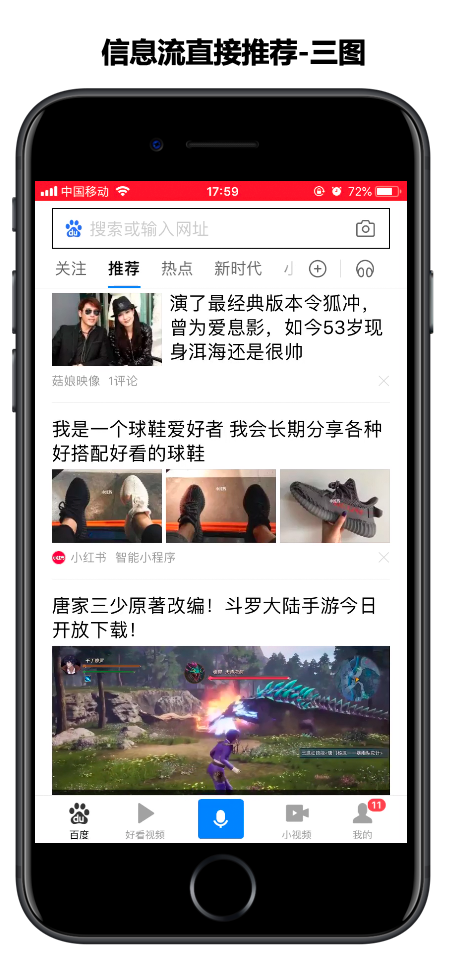 信息流直接推荐-三图
中国移动 17:59 72%
du 搜索或输入网址
关注 推荐 热点 新时代
演了最经典版本令狐冲，
曾为爱息影，如今53岁现
身洱海还是很帅
菇娘映像 1评论
我是一个球鞋爱好者 我会长期分享各种
好搭配好看的球鞋
小红书 智能小程序
唐家三少原著改编！斗罗大陆手游今日
开放下载！
du 11
百度 好看视频 小视频 我的